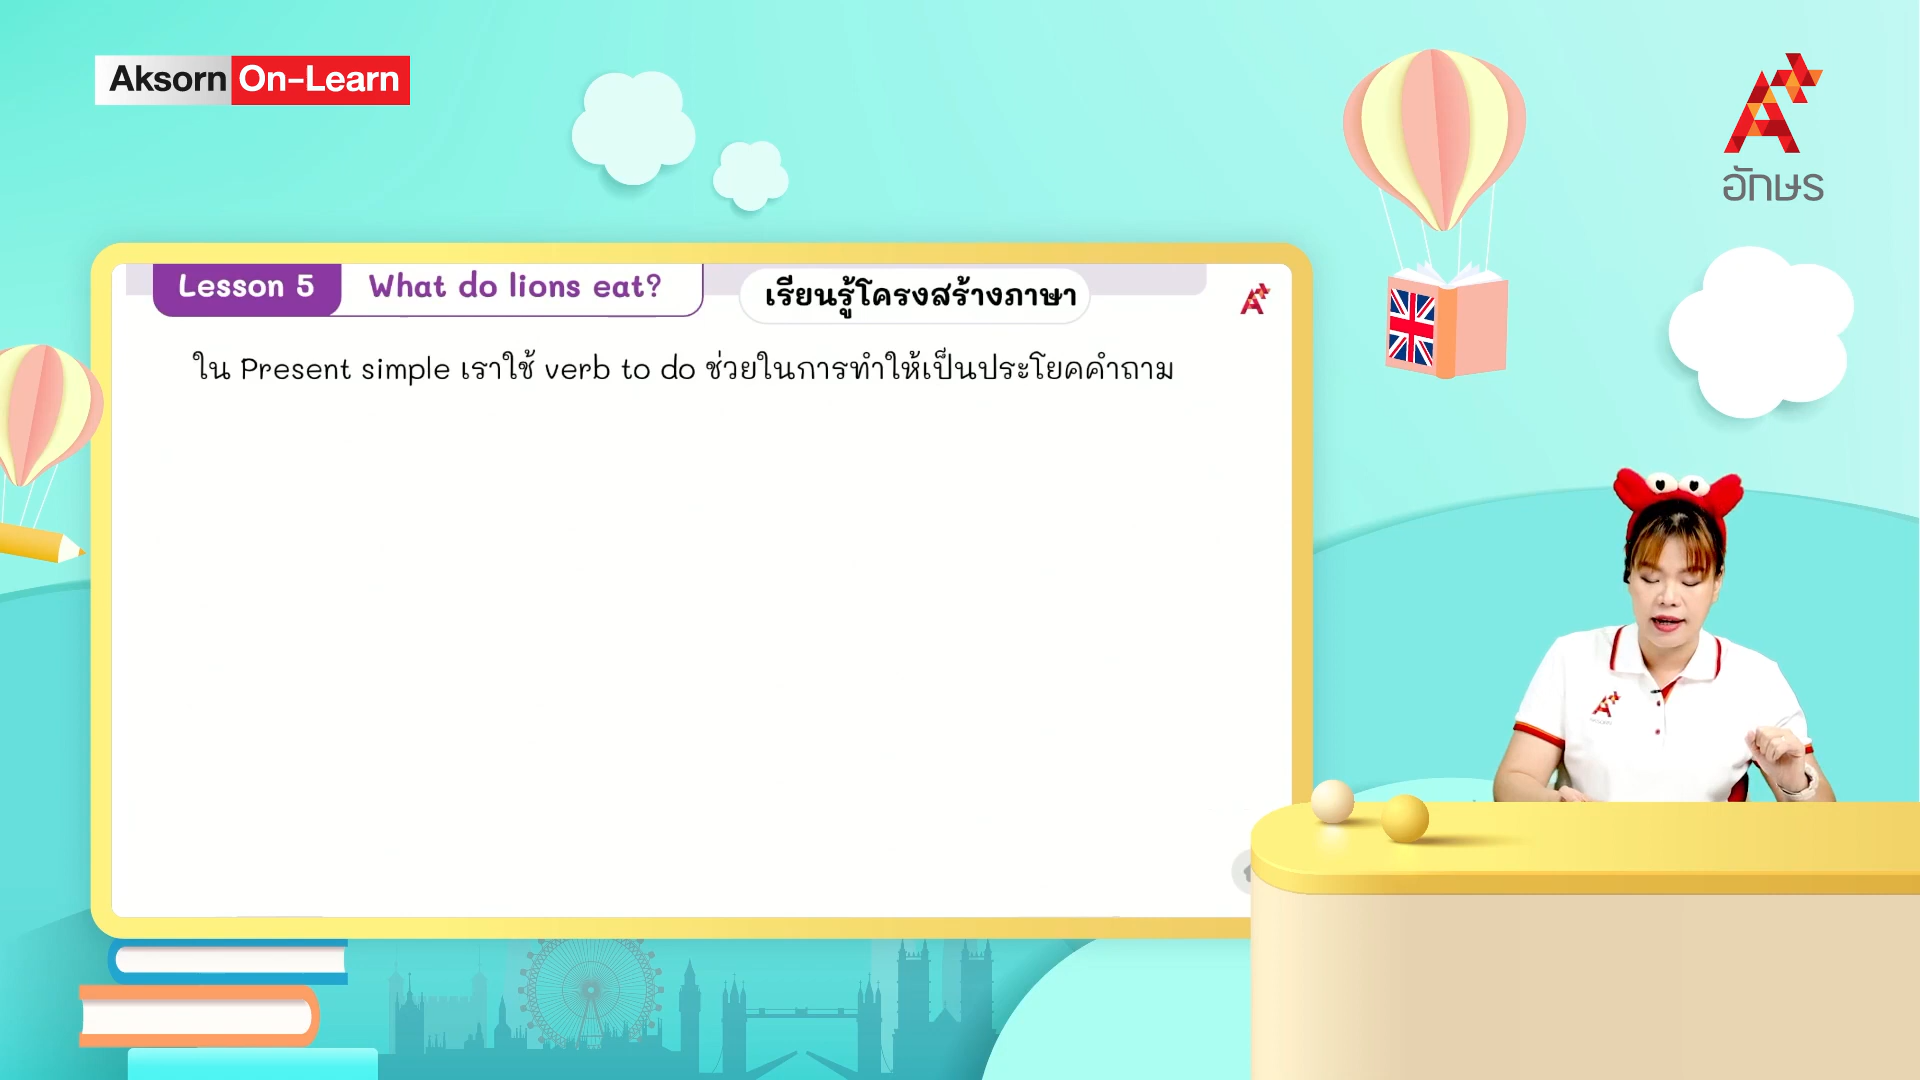 Aksorn On-Learn
อักษร
Lesson 5 What do lions eat? เรียนรู้โครงสร้างภาษา
ใน Present simple เราใช้ verb to do ช่วยในการทำให้เป็นประโยคคำถาม